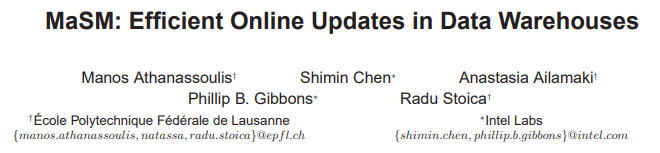 MaSM: Efficient Online Updates in Data Warehouses
Manos Athanassoulis† Shimin Chen⋆ Anastasia Ailamaki†
Phillip B. Gibbons⋆ Radu Stoica†
†École Polytechnique Fédérale de Lausanne ⋆Intel Labs
{manos.athanassoulis, natassa, radu.stoica}@epfl.ch {shimin.chen, phillip.b.gibbons}@intel.com